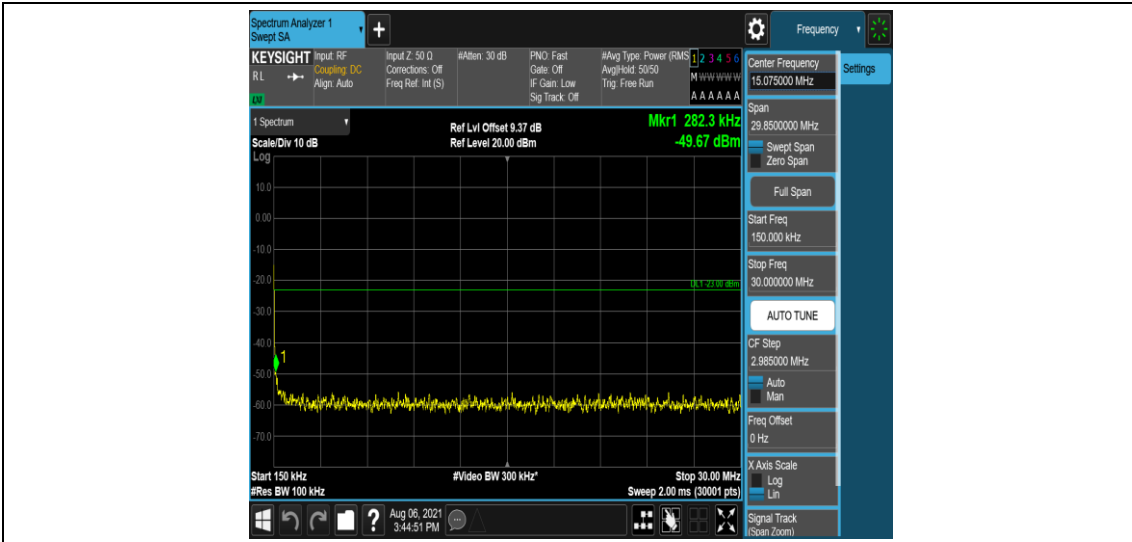 Spectrum Analyzer 1
Swept SA
Frequency
KEYSIGHT
RL
LXI
Input: RF
Coupling: DC
Align: Auto
Input Z: 50 Ω
Corrections: Off
Freq Ref: Int (S)
#Atten: 30 dB
PNO: Fast
Gate: Off
IF Gain: Low
Sig Track: Off
#Avg Type: Power (RMS
Avg|Hold: 50/50
Trig: Free Run
1 2 3 4 5 6
M W W W W W
A A A A A A
1 Spectrum
Scale/Div 10 dB
Log
Ref Lvl Offset 9.37 dB
Ref Level 20.00 dBm
Mkr1 282.3 kHz
-49.67 dBm
10.0
0.00
-10.0
-20.0
-30.0
-40.0
-50.0
-60.0
-70.0
DL1 -23.00 dBm
1
Start 150 kHz
#Res BW 100 kHz
#Video BW 300 kHz*
Stop 30.00 MHz
Sweep 2.00 ms (30001 pts)
Center Frequency
15.075000 MHz
Settings
Span
29.8500000 MHz
Swept Span
Zero Span
Full Span
Start Freq
150.000 kHz
Stop Freq
30.000000 MHz
AUTO TUNE
CF Step
2.985000 MHz
Auto
Man
Freq Offset
0 Hz
X Axis Scale
Log
Lin
Signal Track
(Span Zoom)
?
Aug 06, 2021
3:44:51 PM